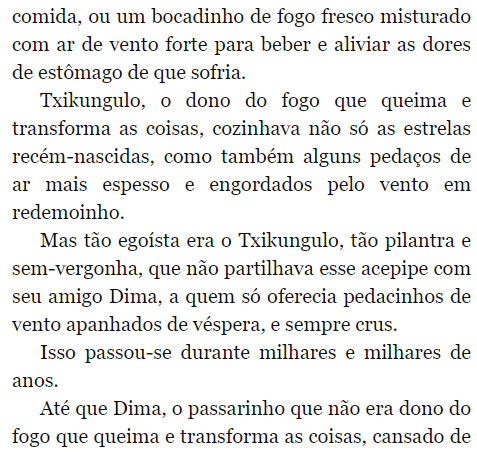 comida, ou um bocadinho de fogo fresco misturado
com ar de vento forte para beber e aliviar as dores
de estômago de que sofria.
Txikungulo, o dono do fogo que queima e
transforma as coisas, cozinhava não só as estrelas
recém-nascidas, como também alguns pedaços de
ar mais espesso e engordados pelo vento em
redemoinho.
Mas tão egoísta era o Txikungulo, tão pilantra e
sem-vergonha, que não partilhava esse acepipe com
seu amigo Dima, a quem só oferecia pedacinhos de
vento apanhados de véspera, e sempre crus.
Isso passou-se durante milhares e milhares de
anos.
Até que Dima, o passarinho que não era dono do
fogo que queima e transforma as coisas, cansado de